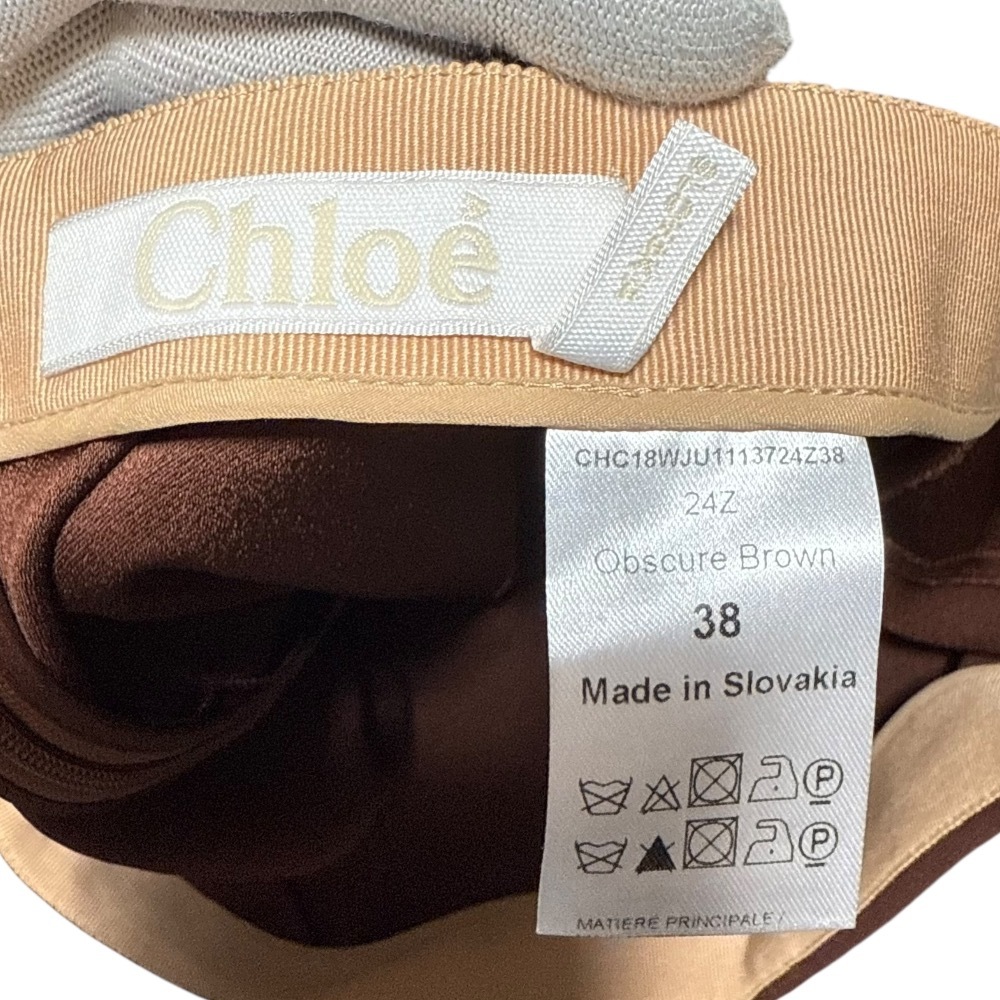 Chloé
CHC18WJU1113724Z38
24Z
Obscure Brown
38
Made in Slovakia
P
P
MATIERE PRINCIPALE /